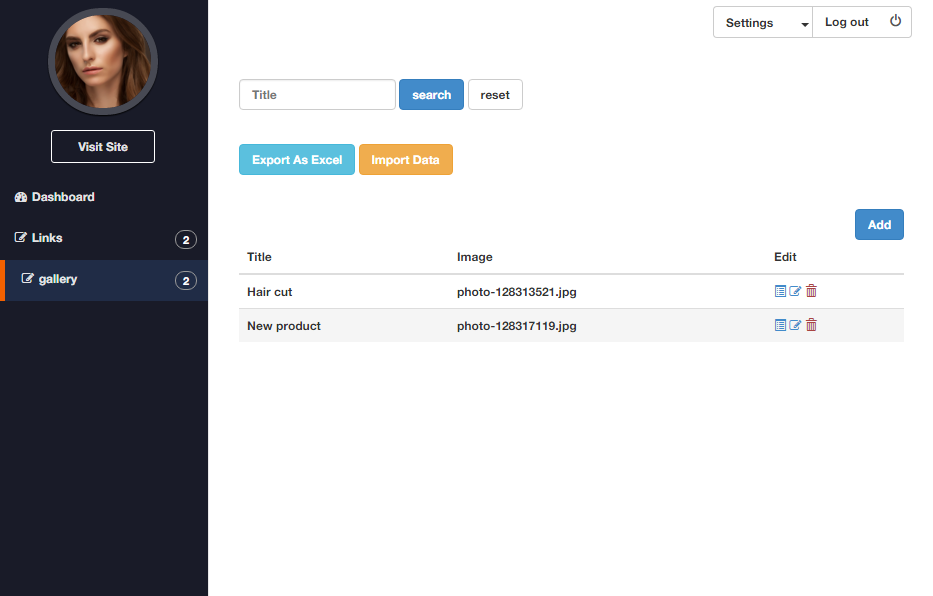 Settings
Log out
Title
search
reset
Visit Site
Export As Excel
Import Data
Dashboard
Links
2
gallery
2
Add
Title Image Edit
Hair cut photo-128313521.jpg
New product photo-128317119.jpg